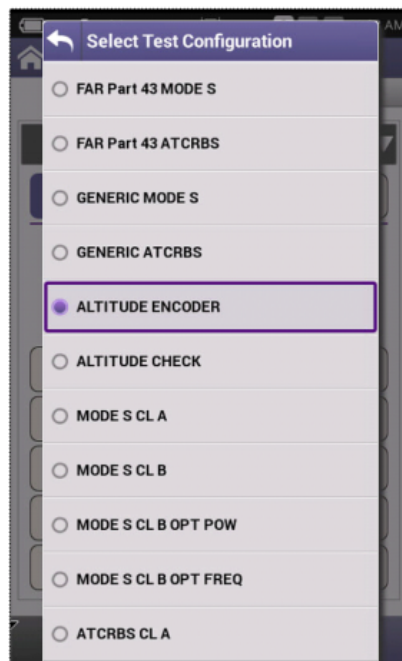 AM
Select Test Configuration
FAR Part 43 MODE S
FAR Part 43 ATCRBS
GENERIC MODE S
GENERIC ATCRBS
ALTITUDE ENCODER
ALTITUDE CHECK
MODE S CL A
MODE S CL B
MODE S CL B OPT POW
MODE S CL B OPT FREQ
ATCRBS CL A